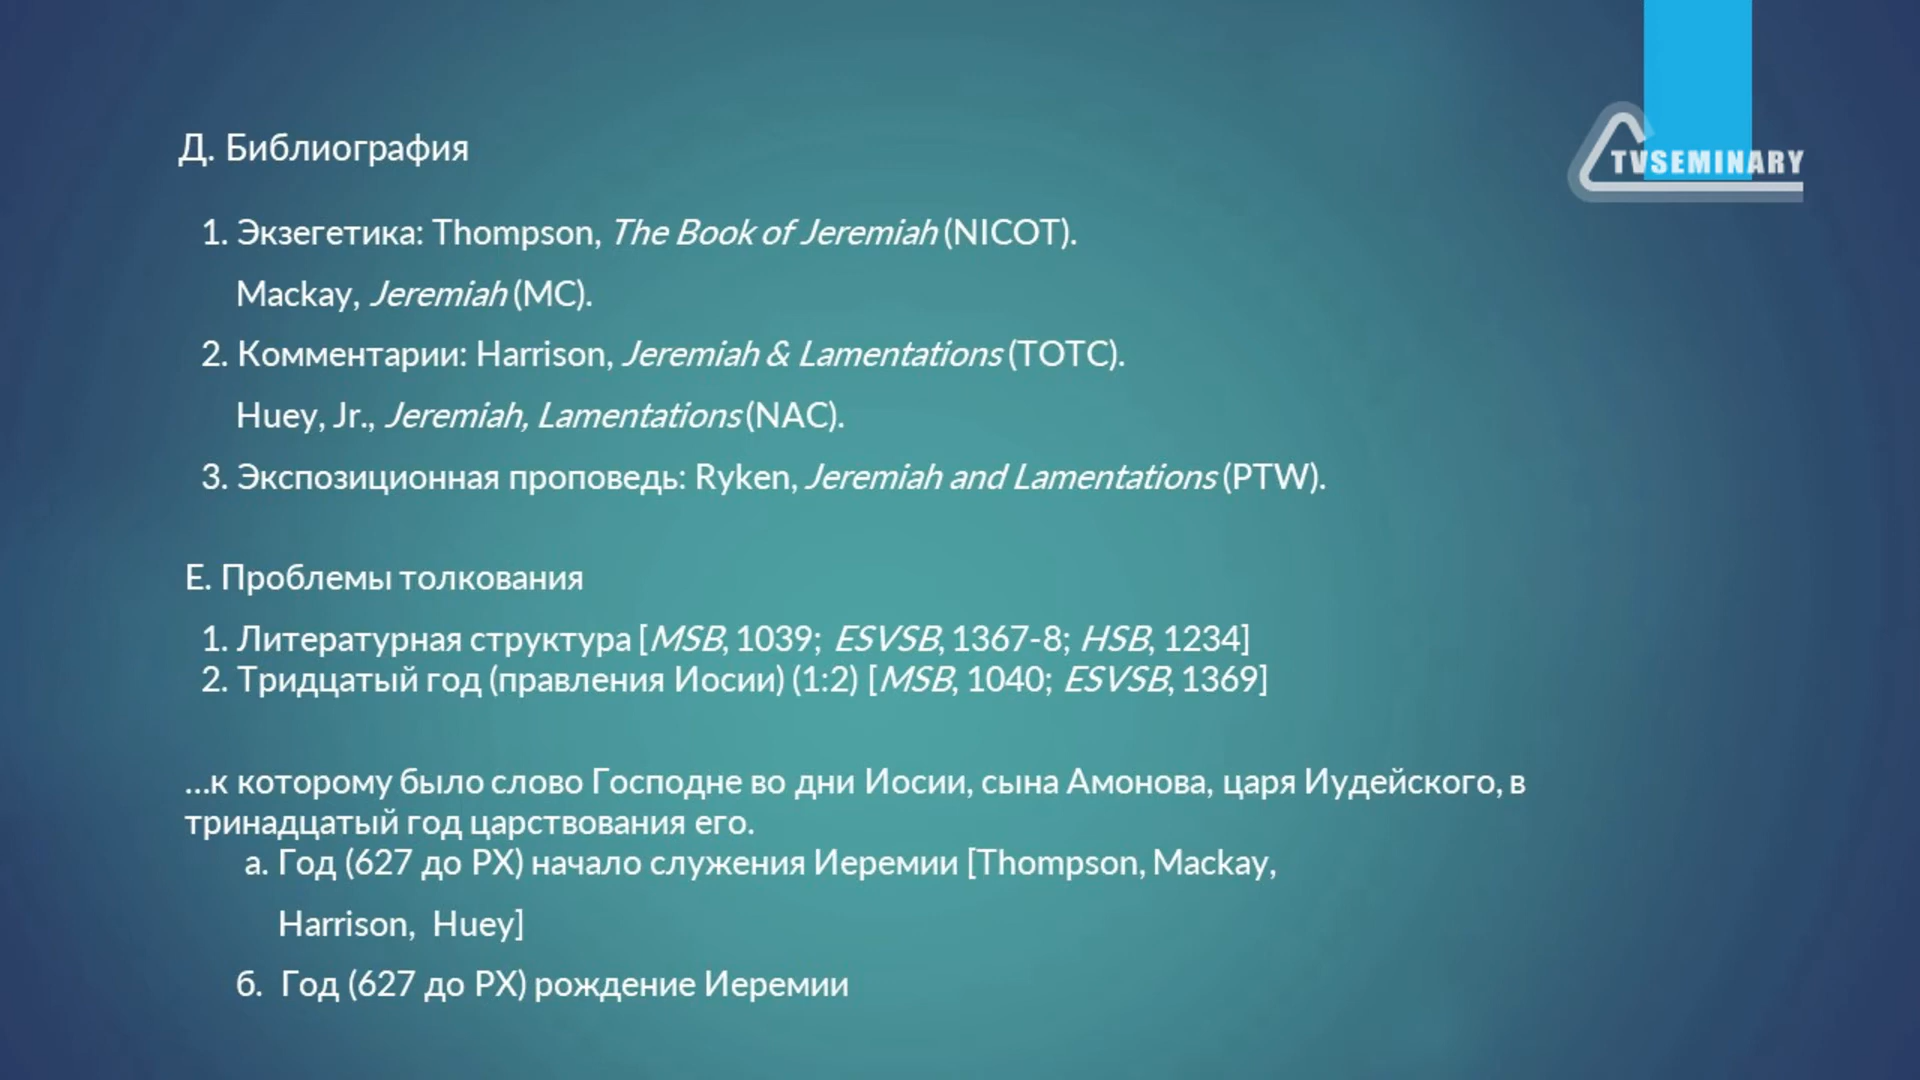 TVSEMINARY
Д. Библиография
1. Экзегетика: Thompson, The Book of Jeremiah (NICOT).
Mackay, Jeremiah (MC).
2. Комментарии: Harrison, Jeremiah & Lamentations (TOTC).
Huey, Jr., Jeremiah, Lamentations (NAC).
3. Экспозиционная проповедь: Ryken, Jeremiah and Lamentations (PTW).
Е. Проблемы толкования
1. Литературная структура [MSB, 1039; ESVSB, 1367-8; HSB, 1234]
2. Тридцатый год (правления Иосии) (1:2) [MSB, 1040; ESVSB, 1369]
...к которому было слово Господне во дни Иосии, сына Амонова, царя Иудейского, в
тринадцатый год царствования его.
а. Год (627 до РХ) начало служения Иеремии [Thompson, Mackay,
Harrison, Huey]
б. Год (627 до РХ) рождение Иеремии